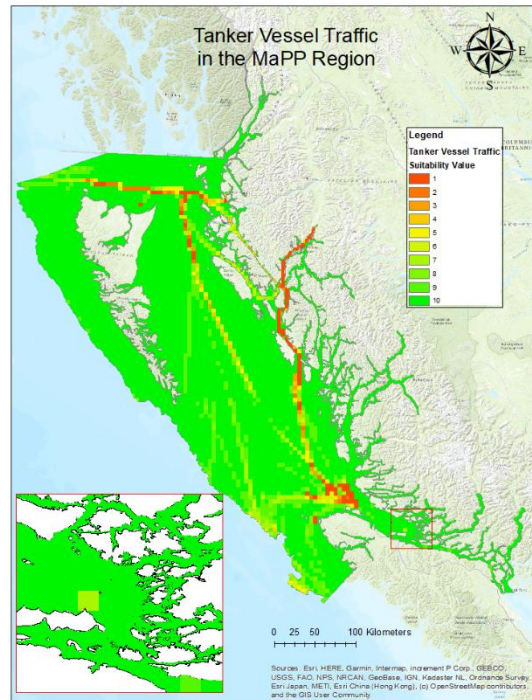 Tanker Vessel Traffic
in the MaPP Region
N
W
E
S
Legend
Tanker Vessel Traffic
Suitability Value
1
2
3
4
5
6
7
8
9
10
0 25 50 100 Kilometers
Sources: Esri, HERE, Garmin, Intermap, increment P Corp., GEBCO,
USGS, FAO, NPS, NRCAN, GeoBase, IGN, Kadaster NL, Ordnance Survey,
Esri Japan, METI, Esri China (Hong Kong), (c) OpenStreetMap contributors,
and the GIS User Community